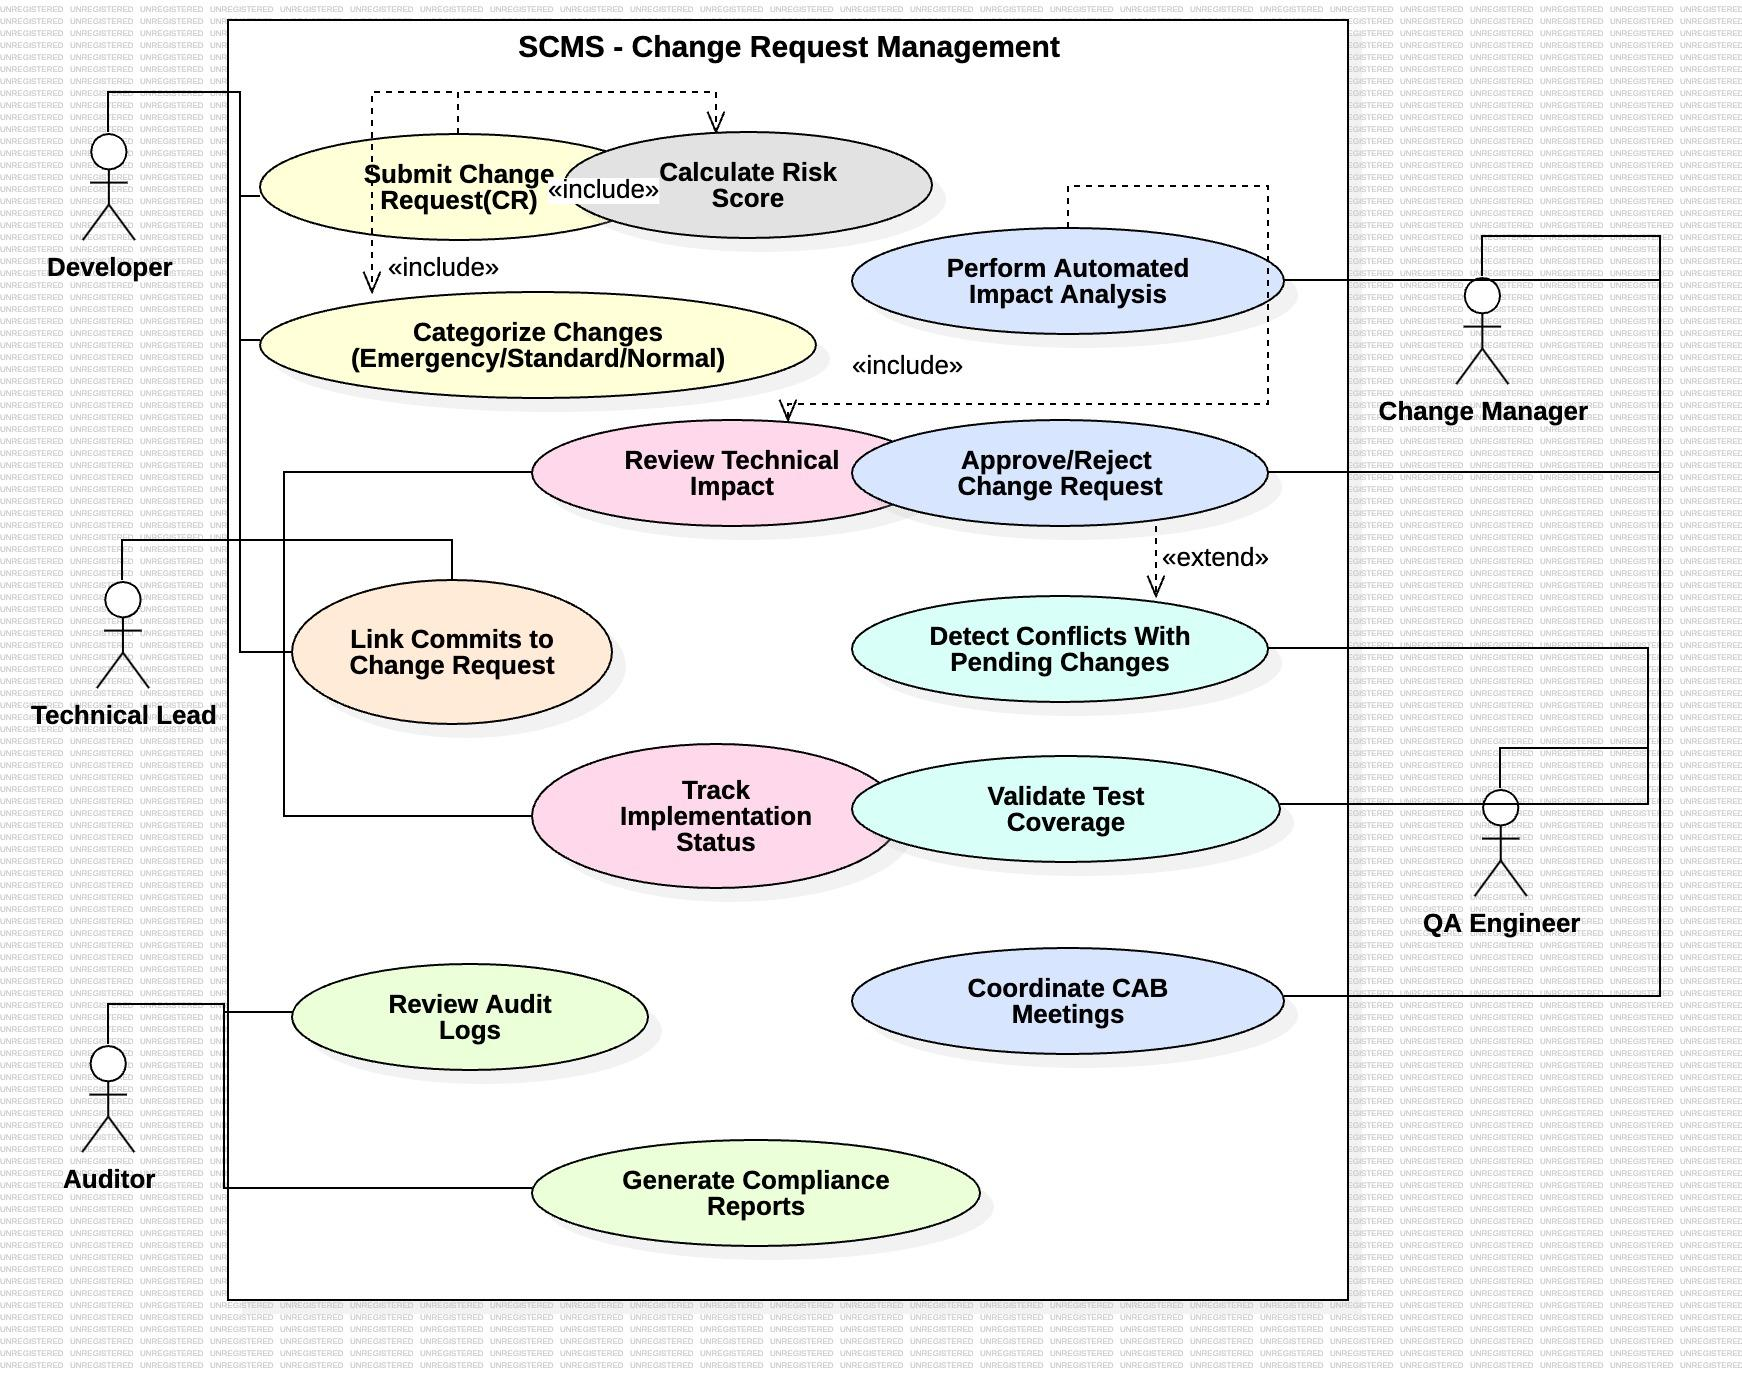 SCMS - Change Request Management
Submit Change
Request(CR)
«include»
Calculate Risk
Score
Developer
«include»
Perform Automated
Impact Analysis
Categorize Changes
(Emergency/Standard/Normal)
«include»
Change Manager
Review Technical
Impact
Approve/Reject
Change Request
«extend»
Link Commits to
Change Request
Detect Conflicts With
Pending Changes
Technical Lead
Track
Implementation
Status
Validate Test
Coverage
QA Engineer
Review Audit
Logs
Coordinate CAB
Meetings
Auditor
Generate Compliance
Reports
UNREGISTERED